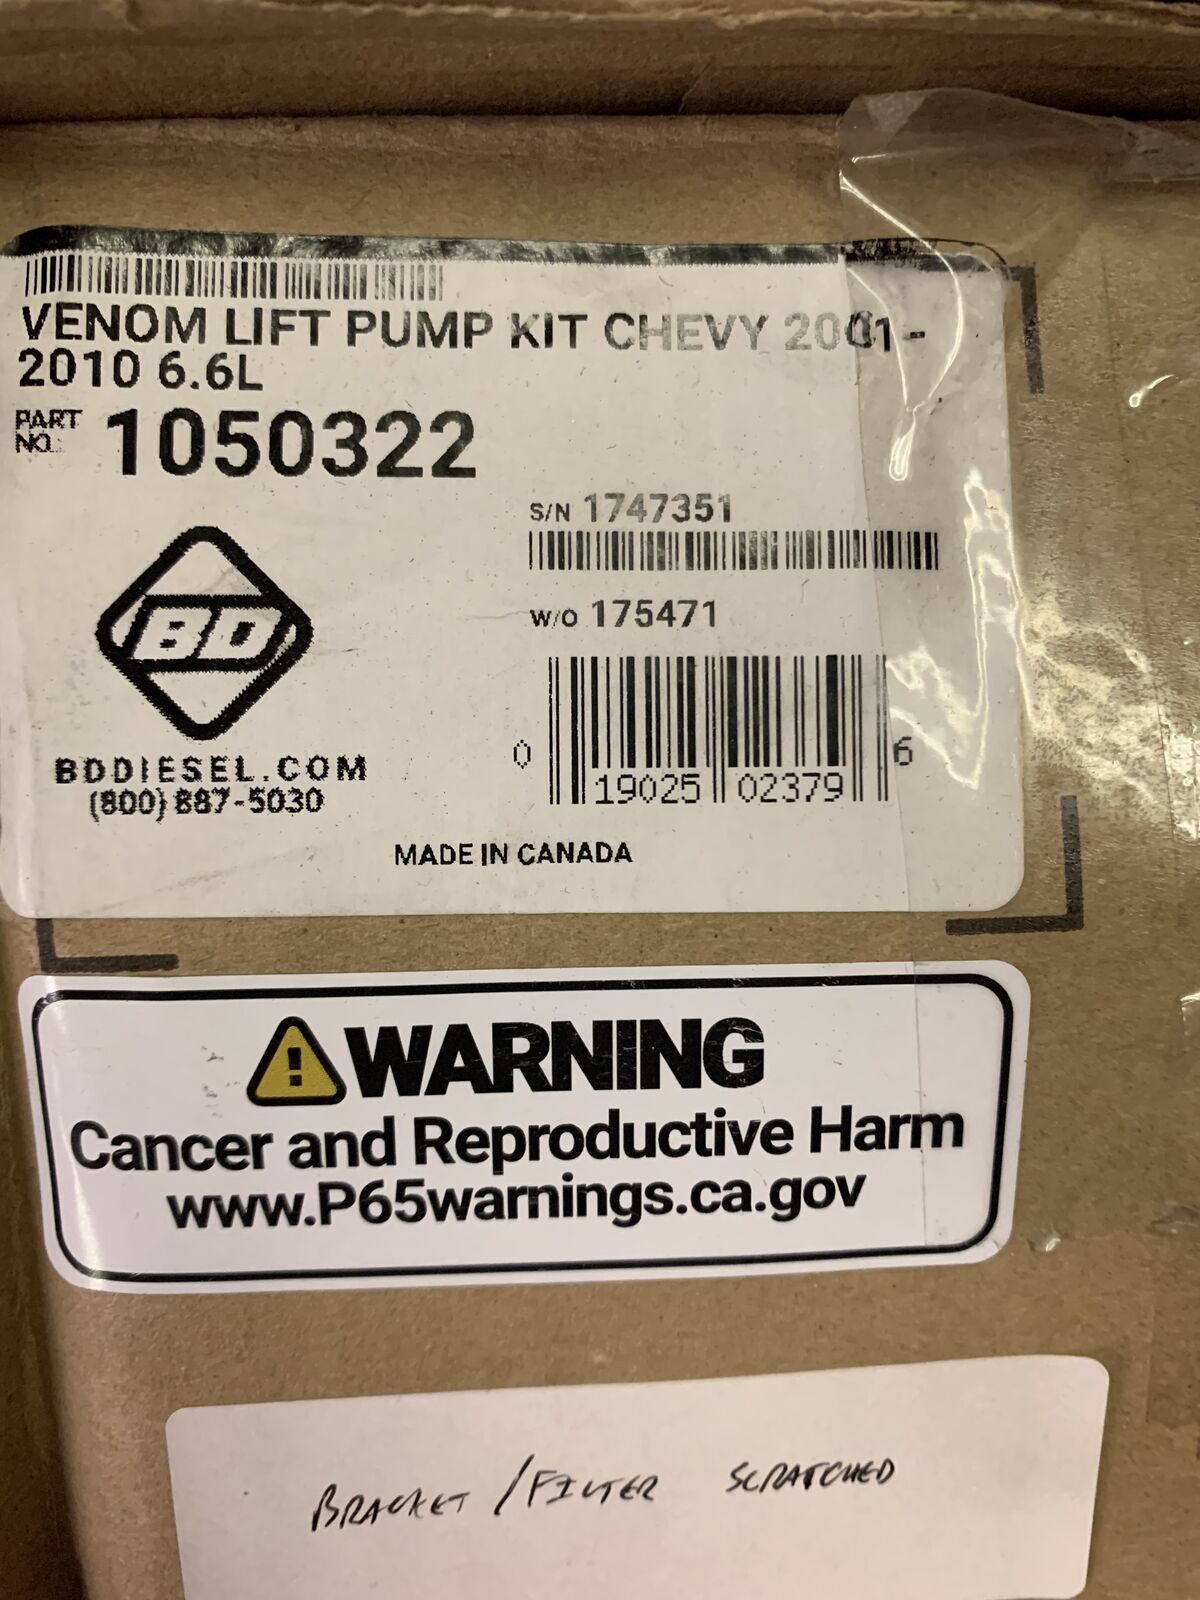 VENOM LIFT PUMP KIT CHEVY 2001-
2010 6.6L
PART
NO.: 1050322
S/N 1747351
W/O 175471
BD
BDDIESEL.COM
(800) 887-5030
0 19025 02379 6
MADE IN CANADA
WARNING
Cancer and Reproductive Harm
www.P65warnings.ca.gov
BRACKET / FILTER SCRATCHED